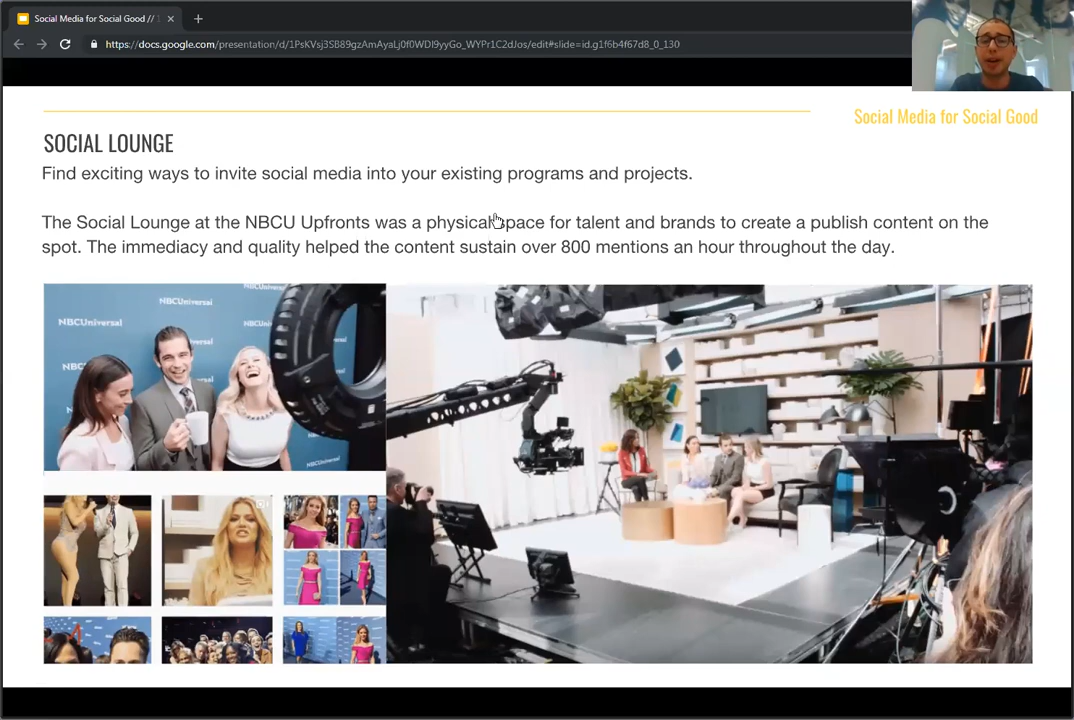 Social Media for Social Good // 1
https://docs.google.com/presentation/d/1PsKVsj3SB89gzAmAyaLj0f0WDI9yyGo_WYPr1C2dJos/edit#slide=id.g1f6b4f67d8_0_130
Social Media for Social Good
SOCIAL LOUNGE
Find exciting ways to invite social media into your existing programs and projects.
The Social Lounge at the NBCU Upfronts was a physical space for talent and brands to create a publish content on the
spot. The immediacy and quality helped the content sustain over 800 mentions an hour throughout the day.
NBCUniversal
NBCUniversal